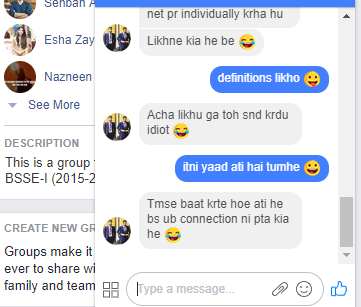 Senban A
Esha Zay
Nazneen
See More
DESCRIPTION
This is a group
BSSE-I (2015-2
CREATE NEW GR
Groups make it
ever to share wi
family and team
net pr individually krha hu
Likhne kia he be 😂
definitions likho 😜
Acha likhu ga toh snd krdu
idiot 😂
itni yaad ati hai tumhe 😜
Tmse baat krte hoe ati he
bs ub connection ni pta kia
he 😂
Type a message...